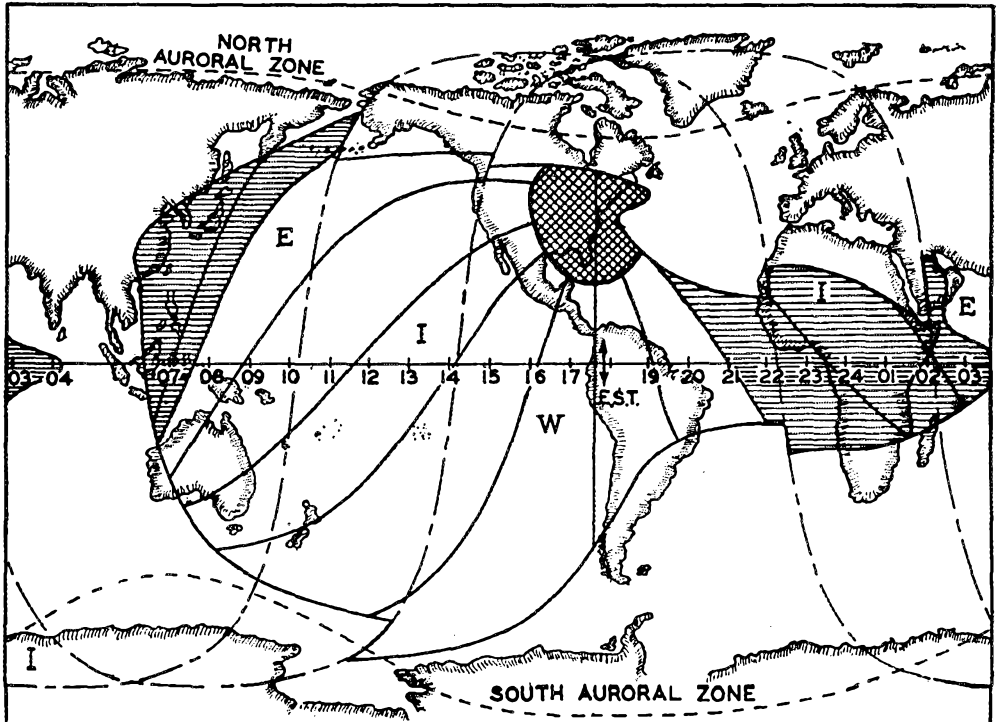 NORTH
AURORAL ZONE
E
I
E
I
03 04 07 08 09 10 11 12 13 14 15 16 17 18 19 20 21 22 23 24 01 02 03
E.S.T.
W
I
SOUTH AURORAL ZONE